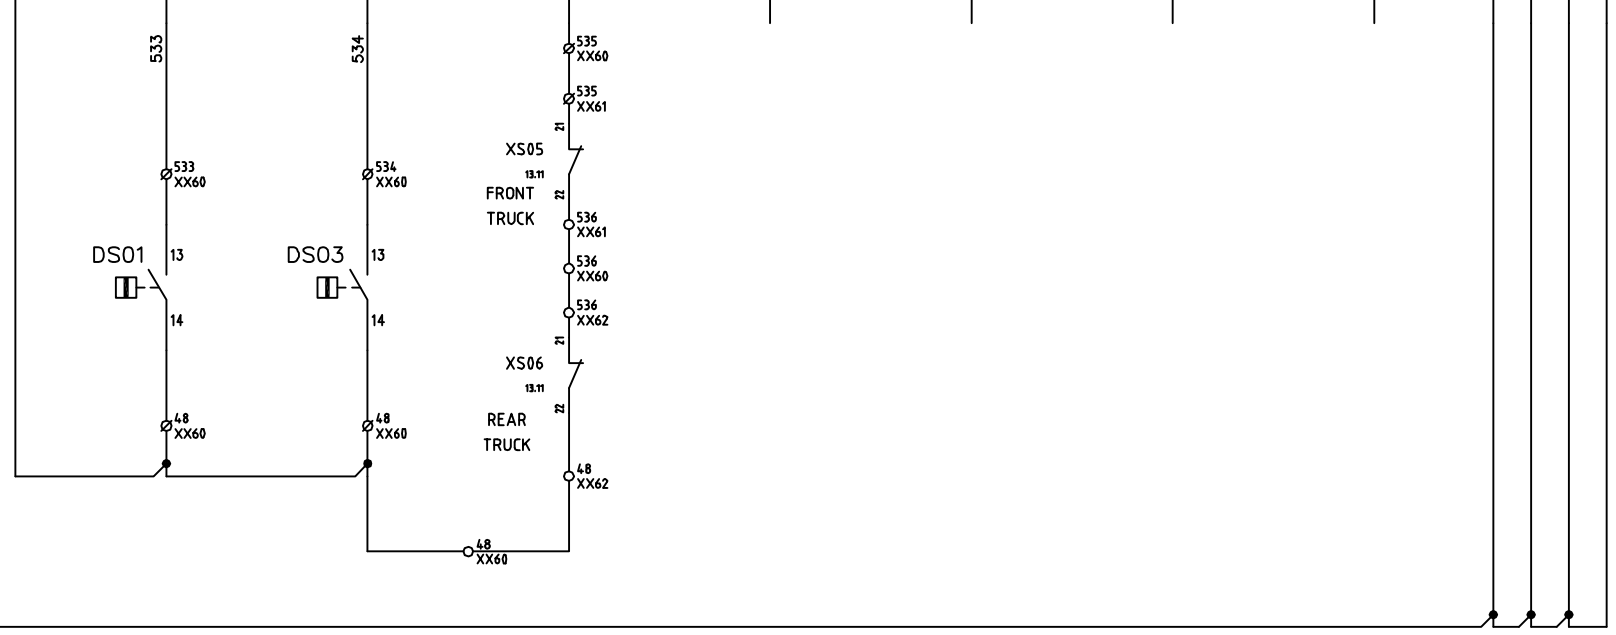 533
534
535
XX60
535
XX61
21
XS05
13.11
22
FRONT
TRUCK
533
XX60
534
XX60
536
XX61
DS01
13
DS03
13
536
XX60
14
14
536
XX62
21
XS06
13.11
22
REAR
TRUCK
48
XX60
48
XX60
48
XX62
48
XX60